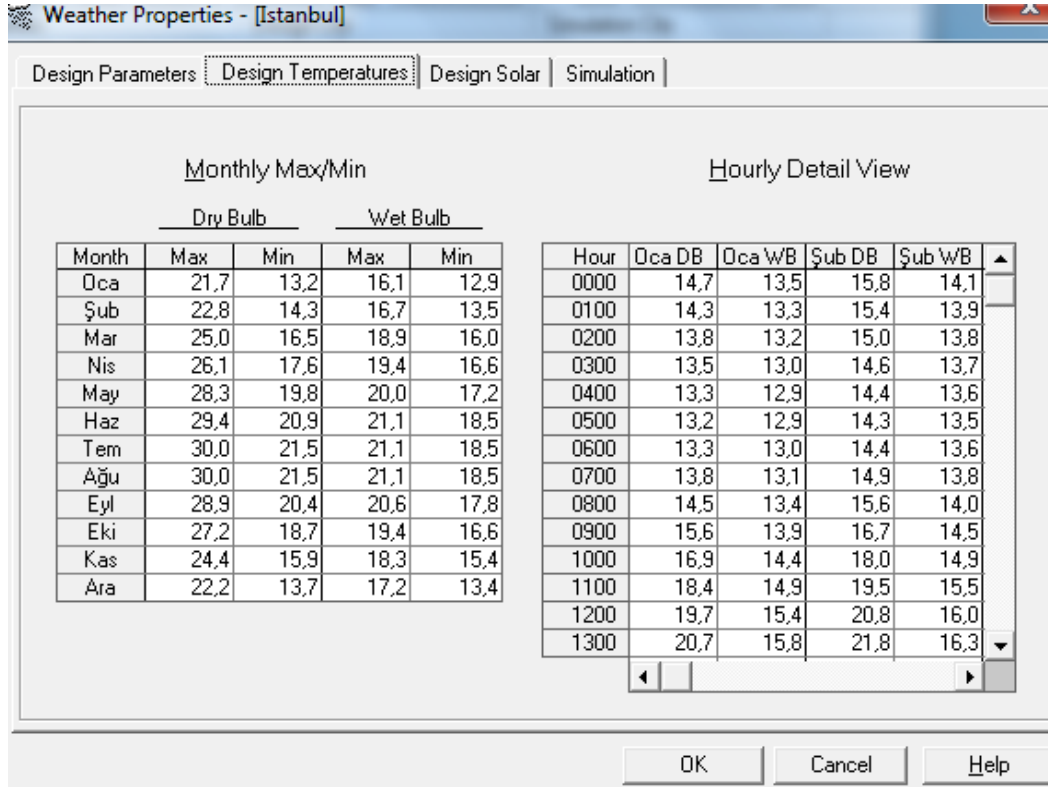 Weather Properties - [Istanbul]
Design Parameters Design Temperatures Design Solar Simulation
Monthly Max/Min Hourly Detail View
Dry Bulb Wet Bulb
Month Max Min Max Min Hour Oca DB Oca WB Şub DB Şub WB
Oca 21,7 13,2 16,1 12,9 0000 14,7 13,5 15,8 14,1
Şub 22,8 14,3 16,7 13,5 0100 14,3 13,3 15,4 13,9
Mar 25,0 16,5 18,9 16,0 0200 13,8 13,2 15,0 13,8
Nis 26,1 17,6 19,4 16,6 0300 13,5 13,0 14,6 13,7
May 28,3 19,8 20,0 17,2 0400 13,3 12,9 14,4 13,6
Haz 29,4 20,9 21,1 18,5 0500 13,2 12,9 14,3 13,5
Tem 30,0 21,5 21,1 18,5 0600 13,3 13,0 14,4 13,6
Ağu 30,0 21,5 21,1 18,5 0700 13,8 13,1 14,9 13,8
Eyl 28,9 20,4 20,6 17,8 0800 14,5 13,4 15,6 14,0
Eki 27,2 18,7 19,4 16,6 0900 15,6 13,9 16,7 14,5
Kas 24,4 15,9 18,3 15,4 1000 16,9 14,4 18,0 14,9
Ara 22,2 13,7 17,2 13,4 1100 18,4 14,9 19,5 15,5
1200 19,7 15,4 20,8 16,0
1300 20,7 15,8 21,8 16,3
OK Cancel Help